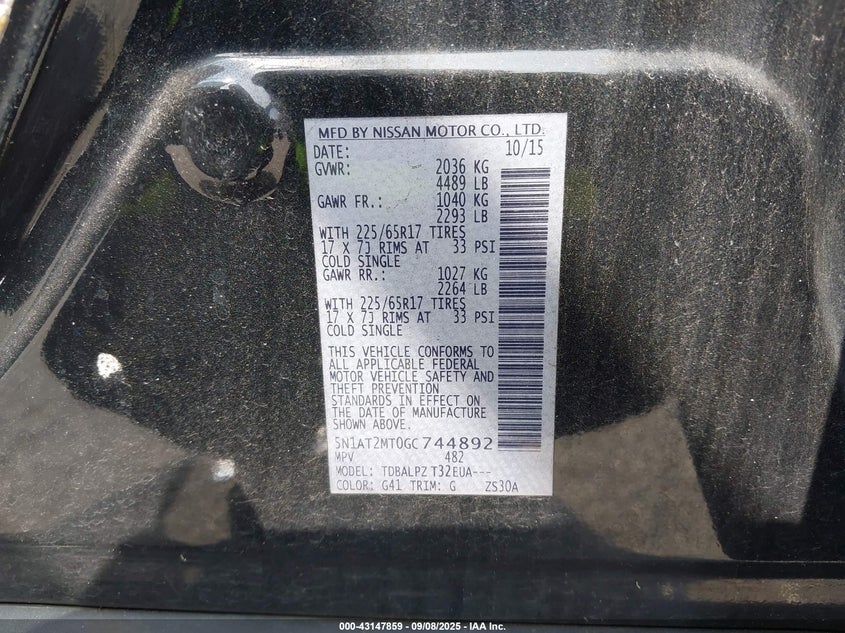 MFD BY NISSAN MOTOR CO., LTD.
DATE: 10/15
GVWR: 2036 KG
4489 LB
GAWR FR.: 1040 KG
2293 LB
WITH 225/65R17 TIRES
17 X 7J RIMS AT 33 PSI
COLD SINGLE
GAWR RR.: 1027 KG
2264 LB
WITH 225/65R17 TIRES
17 X 7J RIMS AT 33 PSI
COLD SINGLE
THIS VEHICLE CONFORMS TO
ALL APPLICABLE FEDERAL
MOTOR VEHICLE SAFETY AND
THEFT PREVENTION
STANDARDS IN EFFECT ON
THE DATE OF MANUFACTURE
SHOWN ABOVE.
5N1AT2MT0GC744892
MPV 482
MODEL: TDBALPZ T32EUA---
COLOR: G41 TRIM: G ZS30A
000-43147859 - 09/08/2025 - IAA Inc.